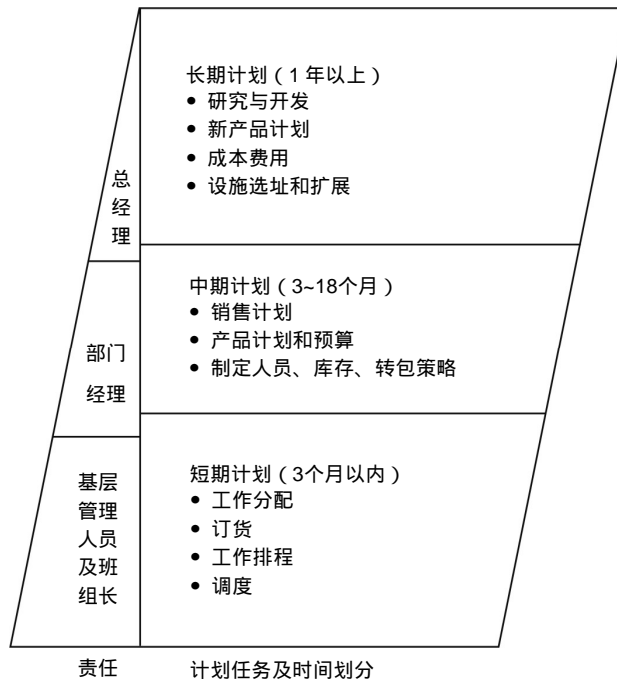 总
经
理
长期计划（1 年以上）
• 研究与开发
• 新产品计划
• 成本费用
• 设施选址和扩展
部门
经理
中期计划（3~18个月）
• 销售计划
• 产品计划和预算
• 制定人员、库存、转包策略
基层
管理
人员
及班
组长
短期计划（3个月以内）
• 工作分配
• 订货
• 工作排程
• 调度
责任
计划任务及时间划分